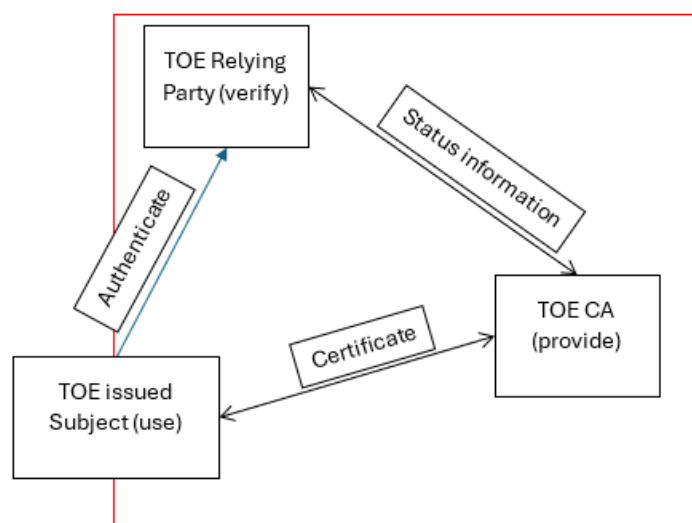 TOE Relying
Party (verify)
Status information
Authenticate
TOE CA
(provide)
Certificate
TOE issued
Subject (use)